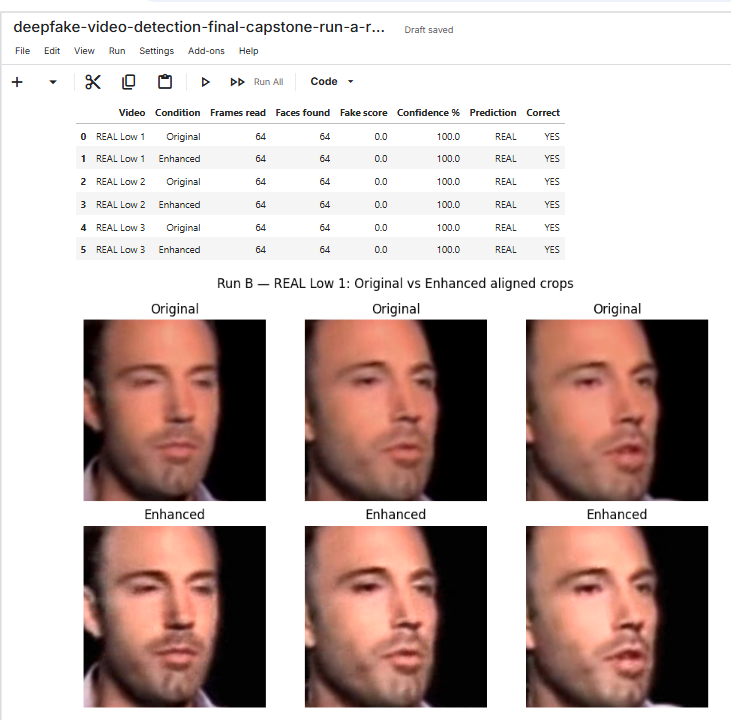 deepfake-video-detection-final-capstone-run-a-r... Draft saved
File Edit View Run Settings Add-ons Help
Run All Code
Video Condition Frames read Faces found Fake score Confidence % Prediction Correct
0 REAL Low 1 Original 64 64 0.0 100.0 REAL YES
1 REAL Low 1 Enhanced 64 64 0.0 100.0 REAL YES
2 REAL Low 2 Original 64 64 0.0 100.0 REAL YES
3 REAL Low 2 Enhanced 64 64 0.0 100.0 REAL YES
4 REAL Low 3 Original 64 64 0.0 100.0 REAL YES
5 REAL Low 3 Enhanced 64 64 0.0 100.0 REAL YES
Run B — REAL Low 1: Original vs Enhanced aligned crops
Original Original Original
Enhanced Enhanced Enhanced